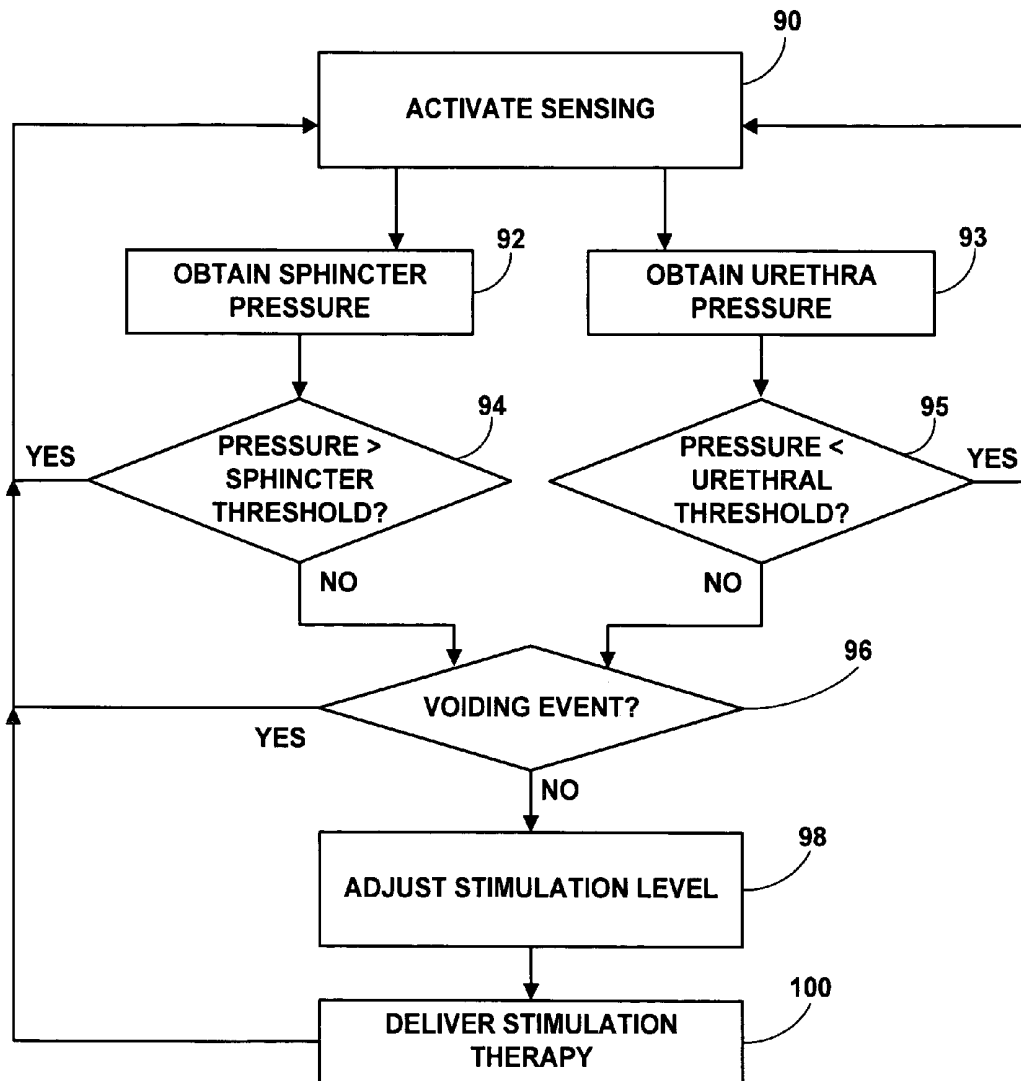 90
ACTIVATE SENSING
92
OBTAIN SPHINCTER
PRESSURE
93
OBTAIN URETHRA
PRESSURE
94
PRESSURE >
SPHINCTER
THRESHOLD?
YES
NO
95
PRESSURE <
URETHRAL
THRESHOLD?
YES
NO
96
VOIDING EVENT?
YES
NO
98
ADJUST STIMULATION LEVEL
100
DELIVER STIMULATION
THERAPY